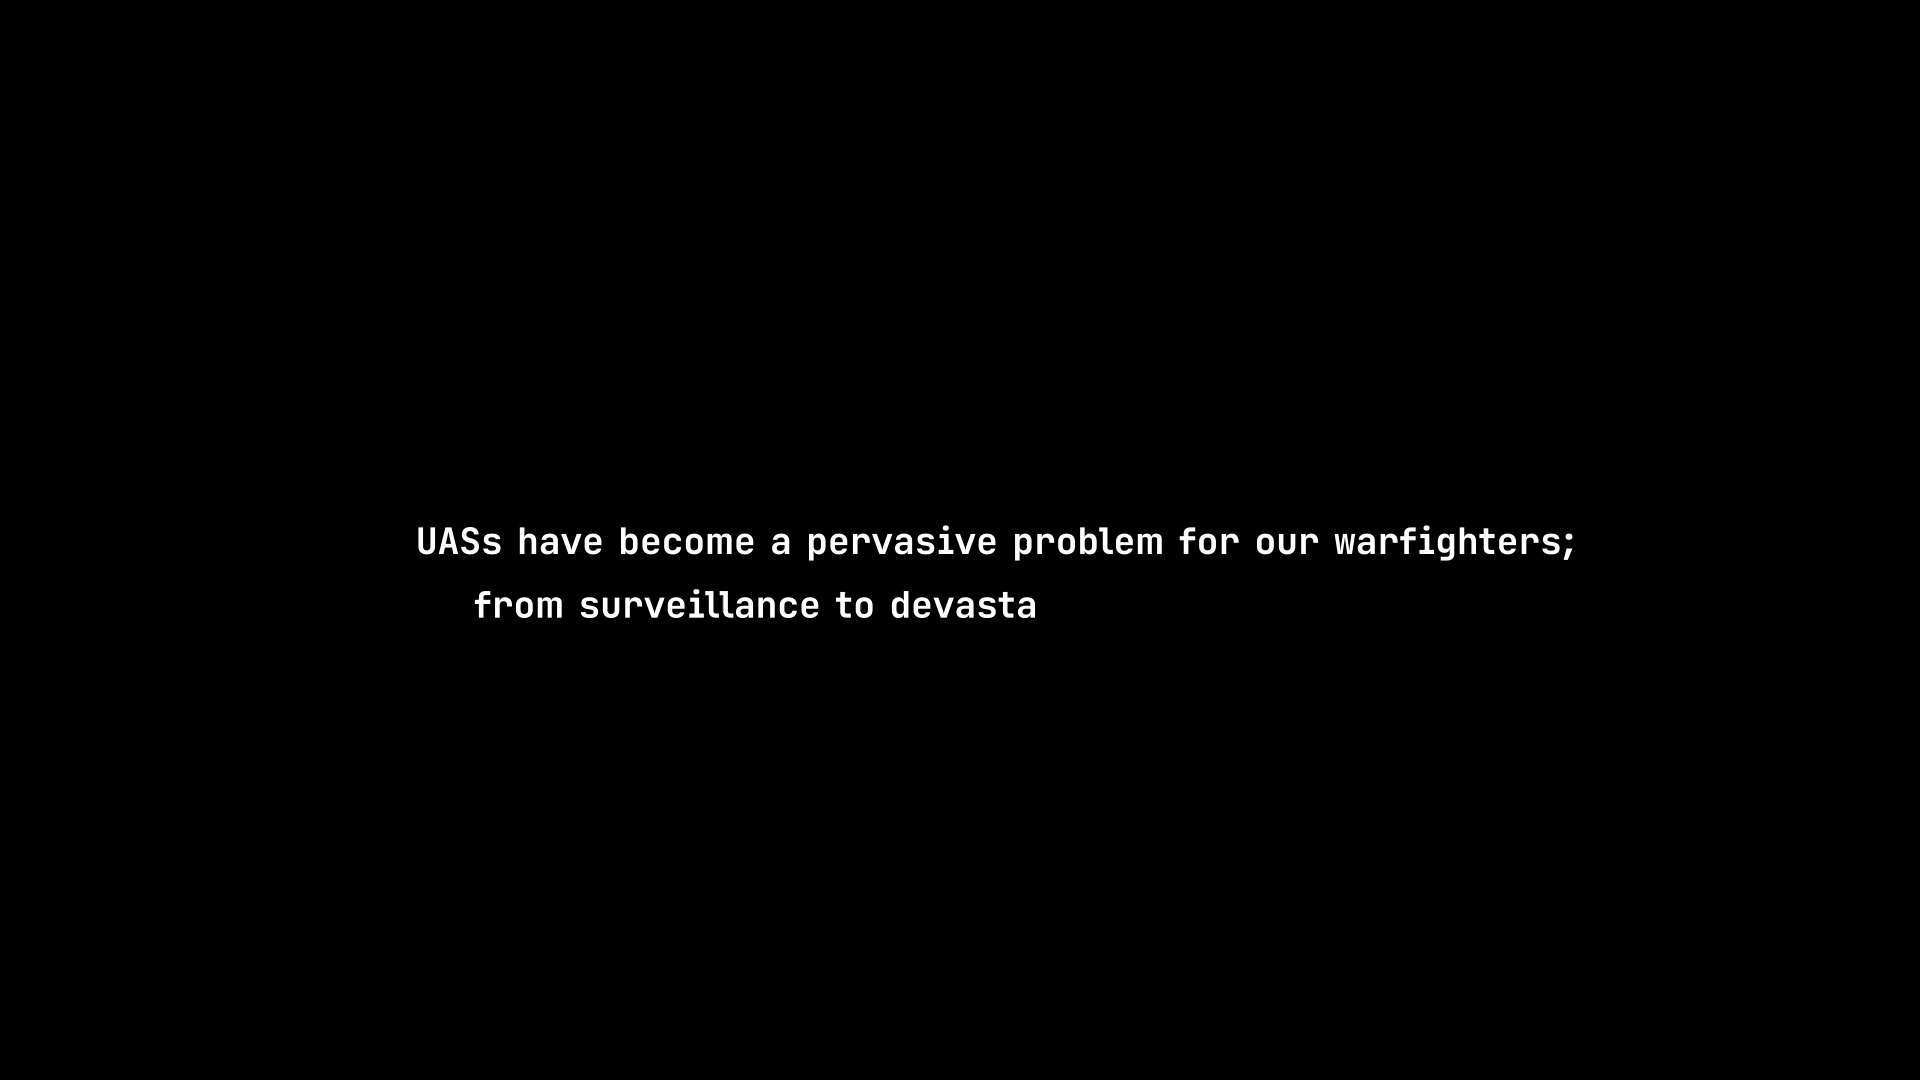 UASs have become a pervasive problem for our warfighters;
from surveillance to devasta